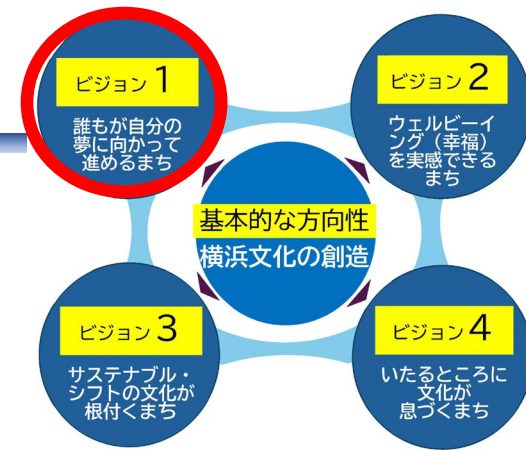 ビジョン 1
誰もが自分の
夢に向かって
進めるまち
ビジョン 2
ウェルビーイ
ング（幸福）
を実感できる
まち
基本的な方向性
横浜文化の創造
ビジョン 3
サステナブル・
シフトの文化が
根付くまち
ビジョン 4
いたるところに
文化が
息づくまち